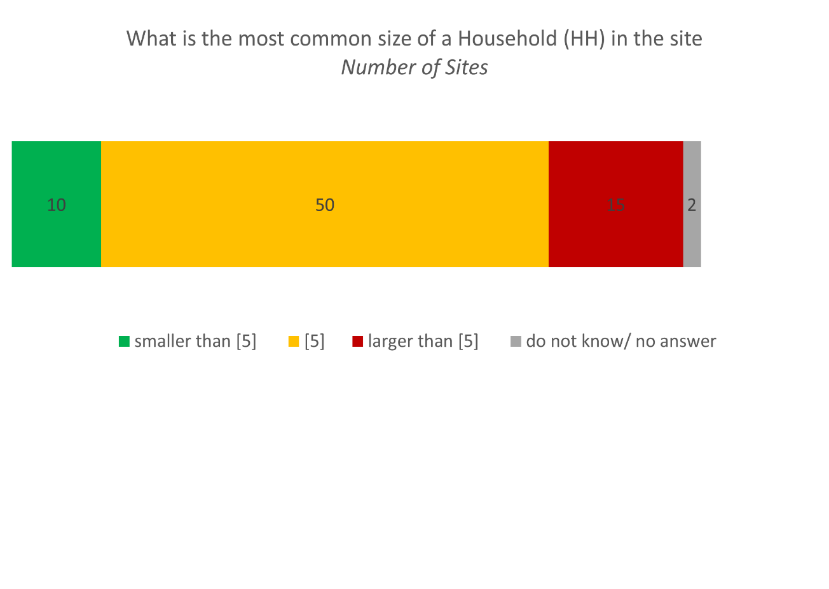 What is the most common size of a Household (HH) in the site
Number of Sites
10 50 15 2
smaller than [5] [5] larger than [5] do not know/ no answer